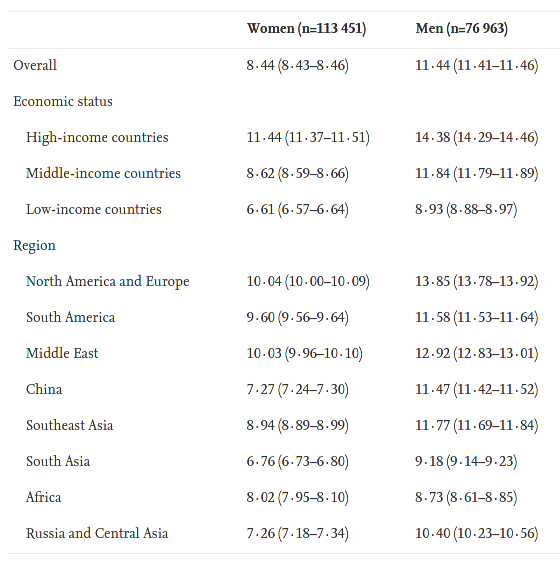 Women (n=113 451) Men (n=76 963)
Overall 8·44 (8·43–8·46) 11·44 (11·41–11·46)
Economic status
High-income countries 11·44 (11·37–11·51) 14·38 (14·29–14·46)
Middle-income countries 8·62 (8·59–8·66) 11·84 (11·79–11·89)
Low-income countries 6·61 (6·57–6·64) 8·93 (8·88–8·97)
Region
North America and Europe 10·04 (10·00–10·09) 13·85 (13·78–13·92)
South America 9·60 (9·56–9·64) 11·58 (11·53–11·64)
Middle East 10·03 (9·96–10·10) 12·92 (12·83–13·01)
China 7·27 (7·24–7·30) 11·47 (11·42–11·52)
Southeast Asia 8·94 (8·89–8·99) 11·77 (11·69–11·84)
South Asia 6·76 (6·73–6·80) 9·18 (9·14–9·23)
Africa 8·02 (7·95–8·10) 8·73 (8·61–8·85)
Russia and Central Asia 7·26 (7·18–7·34) 10·40 (10·23–10·56)